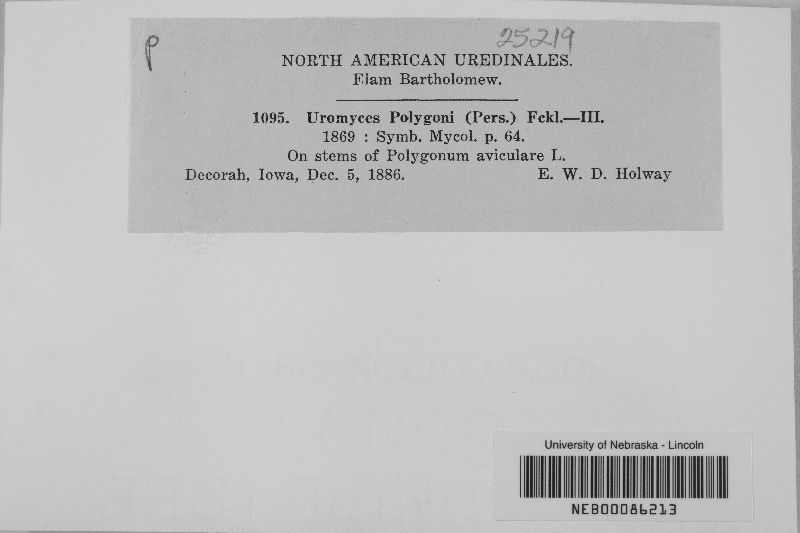 p
25219
NORTH AMERICAN UREDINALES.
Elam Bartholomew.
1095. Uromyces Polygoni (Pers.) Fckl.—III.
1869 : Symb. Mycol. p. 64.
On stems of Polygonum aviculare L.
Decorah, Iowa, Dec. 5, 1886. E. W. D. Holway
University of Nebraska - Lincoln
NEB00086213